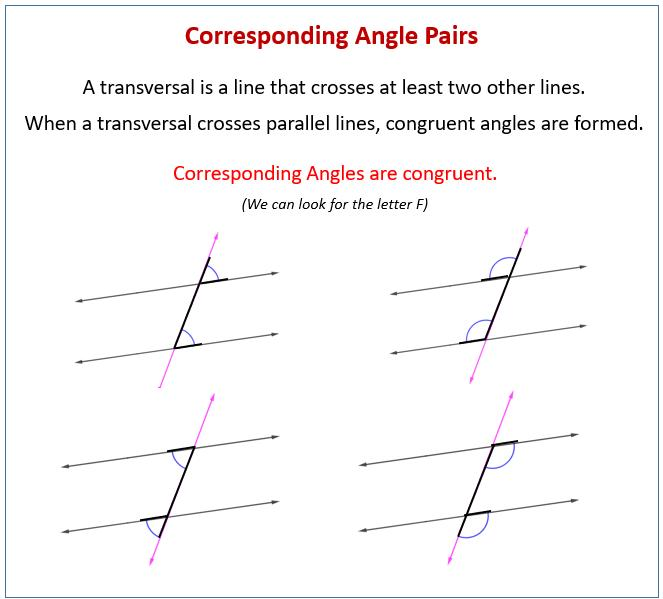 Corresponding Angle Pairs
A transversal is a line that crosses at least two other lines.
When a transversal crosses parallel lines, congruent angles are formed.
Corresponding Angles are congruent.
(We can look for the letter F)